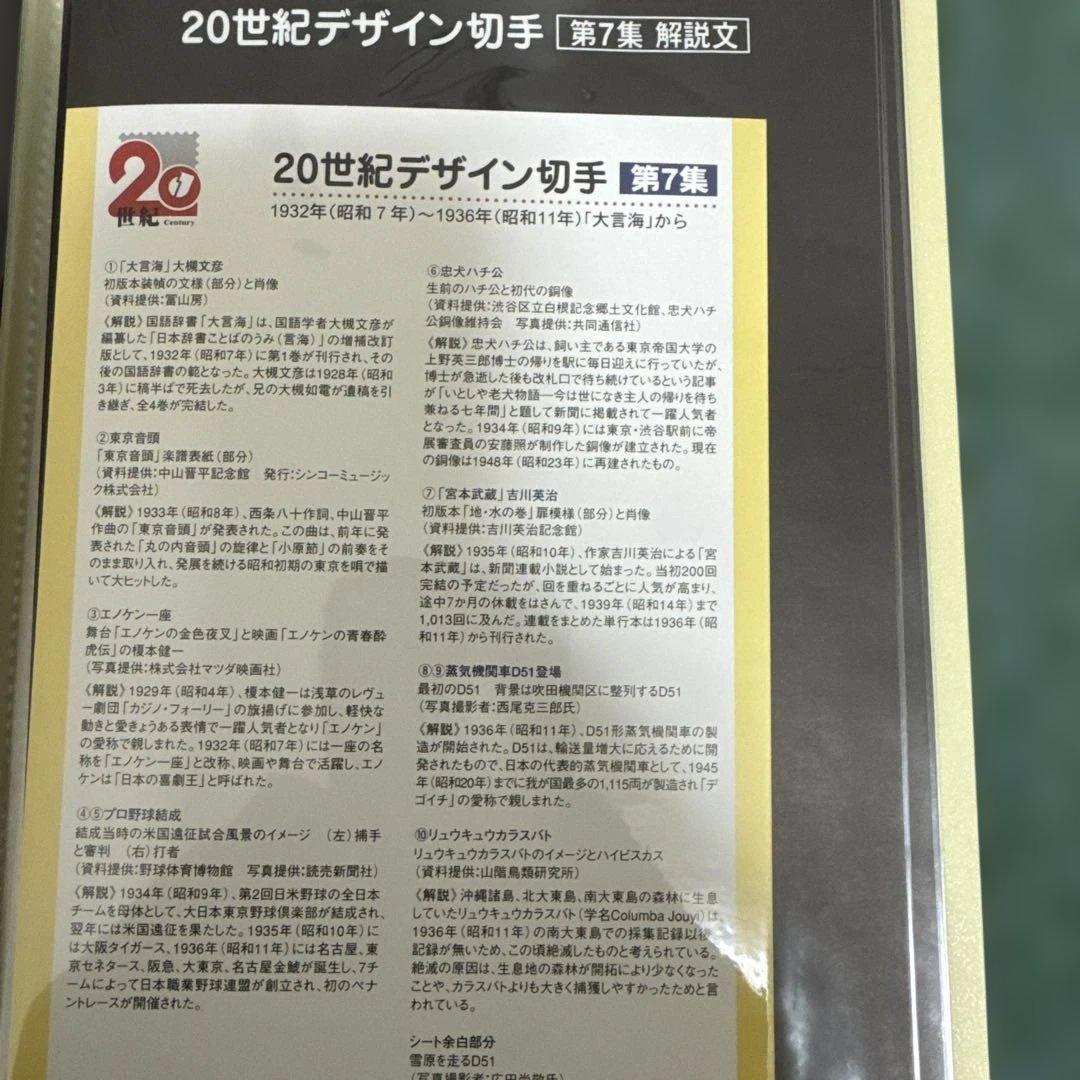 20世紀デザイン切手 第7集 解説文
20世紀 Century
20世紀デザイン切手 第7集
1932年(昭和7年)～1936年(昭和11年)「大言海」から
①「大言海」大槻文彦
初版本装幀の文様(部分)と肖像
(資料提供:冨山房)
《解説》国語辞書「大言海」は、国語学者大槻文彦が
編纂した「日本辞書ことばのうみ(言海)」の増補改訂
版として、1932年(昭和7年)に第1巻が刊行され、その
後の国語辞書の範となった。大槻文彦は1928年(昭和
3年)に稿半ばで死去したが、兄の大槻如電が遺稿を引
き継ぎ、全4巻が完結した。
②東京音頭
「東京音頭」楽譜表紙(部分)
(資料提供:中山晋平記念館 発行:シンコーミュージッ
ク株式会社)
《解説》1933年(昭和8年)、西条八十作詞、中山晋平
作曲の「東京音頭」が発表された。この曲は、前年に発
表された「丸の内音頭」の旋律と「小原節」の前奏をそ
のまま取り入れ、発展を続ける昭和初期の東京を唄で描
いて大ヒットした。
③エノケン一座
舞台「エノケンの金色夜叉」と映画「エノケンの青春酔
虎伝」の榎本健一
(写真提供:株式会社マツダ映画社)
《解説》1929年(昭和4年)、榎本健一は浅草のレヴュ
ー劇団「カジノ・フォーリー」の旗揚げに参加し、軽快な
動きと愛きょうある表情で一躍人気者となり「エノケン」
の愛称で親しまれた。1932年(昭和7年)には一座の名
称を「エノケン一座」と改称、映画や舞台で活躍し、エノ
ケンは「日本の喜劇王」と呼ばれた。
④⑤プロ野球結成
結成当時の米国遠征試合風景のイメージ (左)捕手
と審判 (右)打者
(資料提供:野球体育博物館 写真提供:読売新聞社)
《解説》1934年(昭和9年)、第2回日米野球の全日本
チームを母体として、大日本東京野球倶楽部が結成され、
翌年には米国遠征を果たした。1935年(昭和10年)に
は大阪タイガース、1936年(昭和11年)には名古屋、東
京セネタース、阪急、大東京、名古屋金鯱が誕生し、7チ
ームによって日本職業野球連盟が創立され、初のペナ
ントレースが開催された。
⑥忠犬ハチ公
生前のハチ公と初代の銅像
(資料提供:渋谷区立白根記念郷土文化館、忠犬ハチ
公銅像維持会 写真提供:共同通信社)
《解説》忠犬ハチ公は、飼い主である東京帝国大学の
上野英三郎博士の帰りを駅に毎日迎えに行っていたが、
博士が急逝した後も改札口で待ち続けているという記事
が「いとしや老犬物語―今は世になき主人の帰りを待ち
兼ねる七年間」と題して新聞に掲載されて一躍人気者
となった。1934年(昭和9年)には東京・渋谷駅前に帝
展審査員の安藤照が制作した銅像が建立された。現在
の銅像は1948年(昭和23年)に再建されたもの。
⑦「宮本武蔵」吉川英治
初版本「地・水の巻」扉模様(部分)と肖像
(資料提供:吉川英治記念館)
《解説》1935年(昭和10年)、作家吉川英治による「宮
本武蔵」は、新聞連載小説として始まった。当初200回
完結の予定だったが、回を重ねるごとに人気が高まり、
途中7か月の休載をはさんで、1939年(昭和14年)まで
1,013回に及んだ。連載をまとめた単行本は1936年(昭
和11年)から刊行された。
⑧⑨蒸気機関車D51登場
最初のD51 背景は吹田機関区に整列するD51
(写真撮影者:西尾克三郎氏)
《解説》1936年(昭和11年)、D51形蒸気機関車の製
造が開始された。D51は、輸送量増大に応えるために開
発されたもので、日本の代表的蒸気機関車として、1945
年(昭和20年)までに我が国最多の1,115両が製造され「デ
ゴイチ」の愛称で親しまれた。
⑩リュウキュウカラスバト
リュウキュウカラスバトのイメージとハイビスカス
(資料提供:山階鳥類研究所)
《解説》沖縄諸島、北大東島、南大東島の森林に生息
していたリュウキュウカラスバト(学名Columba Jouyi)は
1936年(昭和11年)の南大東島での採集記録以後
記録が無いため、この頃絶滅したものと考えられている。
絶滅の原因は、生息地の森林が開拓により少なくなった
ことや、カラスバトよりも大きく捕獲しやすかったためと言
われている。
シート余白部分
雪原を走るD51
(写真撮影者:広田尚敬氏)